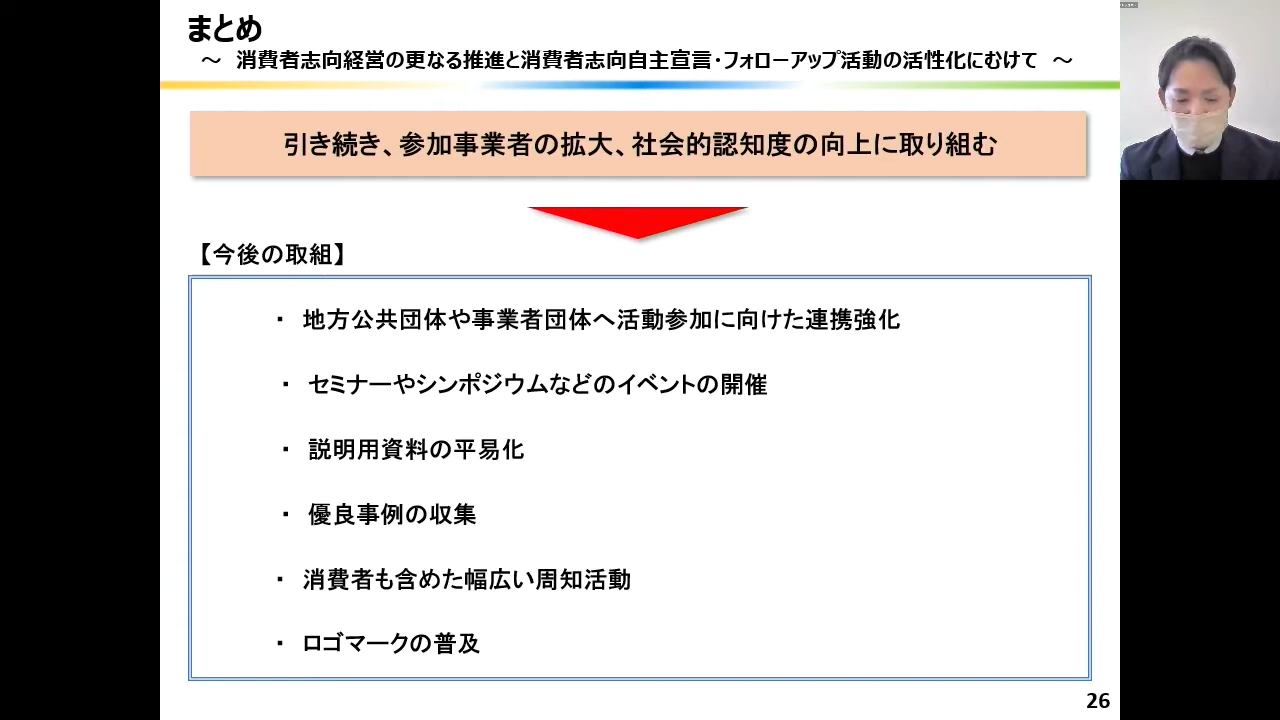 まとめ
～ 消費者志向経営の更なる推進と消費者志向自主宣言・フォローアップ活動の活性化にむけて ～
引き続き、参加事業者の拡大、社会的認知度の向上に取り組む
【今後の取組】
・ 地方公共団体や事業者団体へ活動参加に向けた連携強化
・ セミナーやシンポジウムなどのイベントの開催
・ 説明用資料の平易化
・ 優良事例の収集
・ 消費者も含めた幅広い周知活動
・ ロゴマークの普及
26